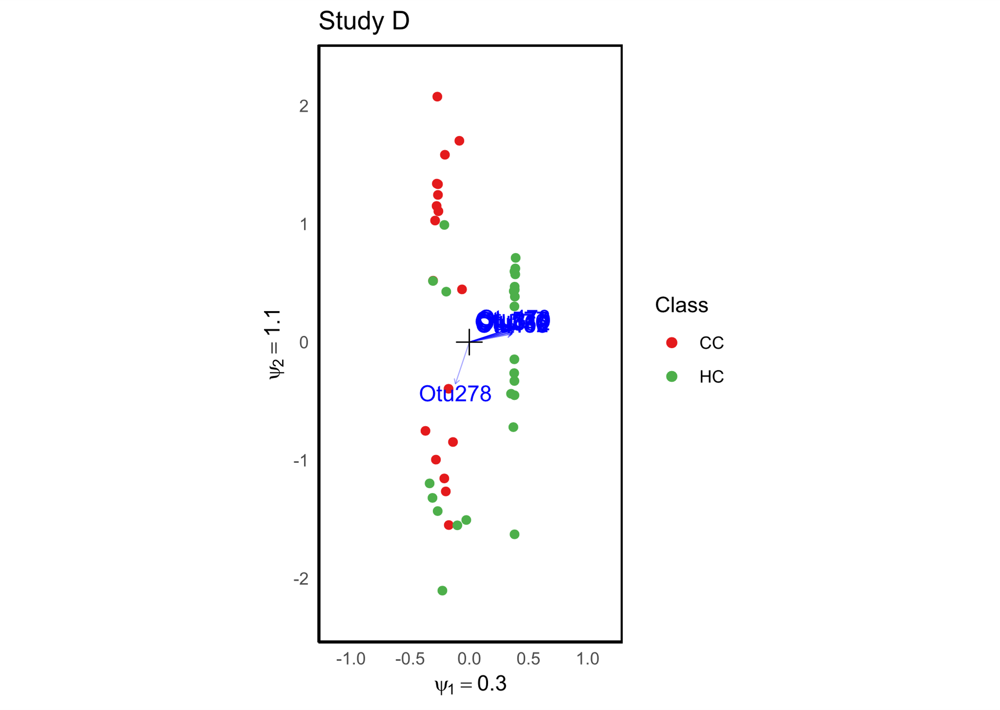 Study D
2
1
0
-1
-2
ψ2 = 1.1
Otu278
-1.0 -0.5 0.0 0.5 1.0
ψ1 = 0.3
Class
CC
HC